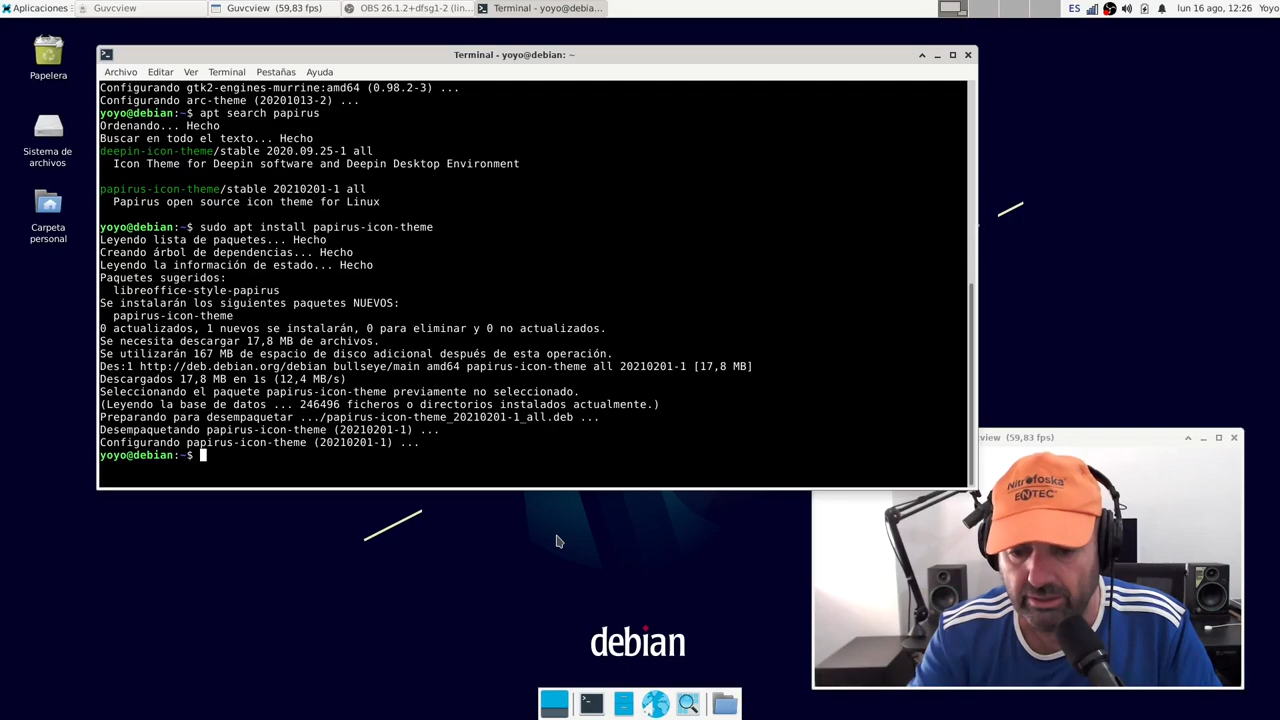 Aplicaciones
Guvcview
Guvcview (59,83 fps)
OBS 26.1.2+dfsg1-2 (lin...
Terminal - yoyo@debia...
ES
lun 16 ago, 12:26
Yoyo
Papelera
Sistema de
archivos
Carpeta
personal
Terminal - yoyo@debian: ~
Archivo Editar Ver Terminal Pestañas Ayuda
Configurando gtk2-engines-murrine:amd64 (0.98.2-3) ...
Configurando arc-theme (20201013-2) ...
yoyo@debian:~$ apt search papirus
Ordenando... Hecho
Buscar en todo el texto... Hecho
deepin-icon-theme/stable 2020.09.25-1 all
Icon Theme for Deepin software and Deepin Desktop Environment
papirus-icon-theme/stable 20210201-1 all
Papirus open source icon theme for Linux
yoyo@debian:~$ sudo apt install papirus-icon-theme
Leyendo lista de paquetes... Hecho
Creando árbol de dependencias... Hecho
Leyendo la información de estado... Hecho
Paquetes sugeridos:
libreoffice-style-papirus
Se instalarán los siguientes paquetes NUEVOS:
papirus-icon-theme
0 actualizados, 1 nuevos se instalarán, 0 para eliminar y 0 no actualizados.
Se necesita descargar 17,8 MB de archivos.
Se utilizarán 167 MB de espacio de disco adicional después de esta operación.
Des:1 http://deb.debian.org/debian bullseye/main amd64 papirus-icon-theme all 20210201-1 [17,8 MB]
Descargados 17,8 MB en 1s (12,4 MB/s)
Seleccionando el paquete papirus-icon-theme previamente no seleccionado.
(Leyendo la base de datos ... 246496 ficheros o directorios instalados actualmente.)
Preparando para desempaquetar .../papirus-icon-theme_20210201-1_all.deb ...
Desempaquetando papirus-icon-theme (20210201-1) ...
Configurando papirus-icon-theme (20210201-1) ...
yoyo@debian:~$
view (59,83 fps)
Nitrofoska
ENTEC
debian